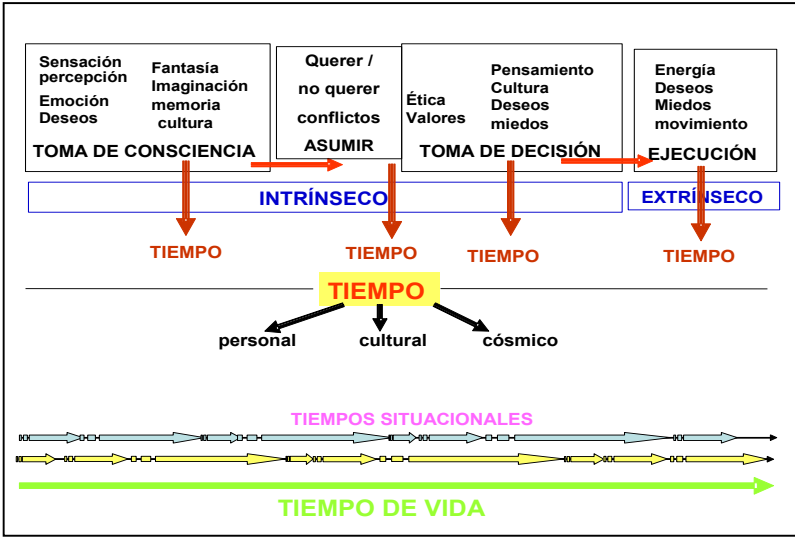 Sensación
percepción
Emoción
Deseos
Fantasía
Imaginación
memoria
cultura
TOMA DE CONSCIENCIA
Querer /
no querer
conflictos
ASUMIR
Ética
Valores
Pensamiento
Cultura
Deseos
miedos
TOMA DE DECISIÓN
Energía
Deseos
Miedos
movimiento
EJECUCIÓN
INTRÍNSECO
EXTRÍNSECO
TIEMPO
TIEMPO
TIEMPO
TIEMPO
TIEMPO
personal
cultural
cósmico
TIEMPOS SITUACIONALES
TIEMPO DE VIDA